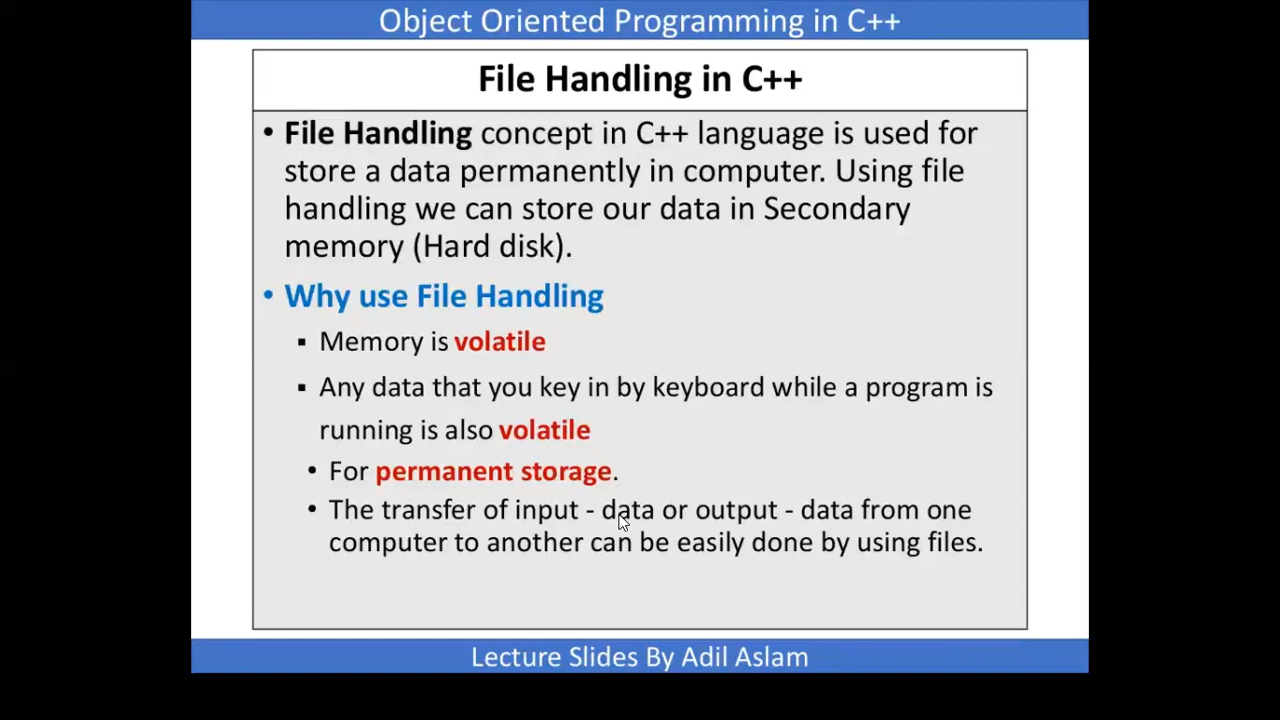 Object Oriented Programming in C++
File Handling in C++
• File Handling concept in C++ language is used for
store a data permanently in computer. Using file
handling we can store our data in Secondary
memory (Hard disk).
• Why use File Handling
▪ Memory is volatile
▪ Any data that you key in by keyboard while a program is
running is also volatile
• For permanent storage.
• The transfer of input - data or output - data from one
computer to another can be easily done by using files.
Lecture Slides By Adil Aslam